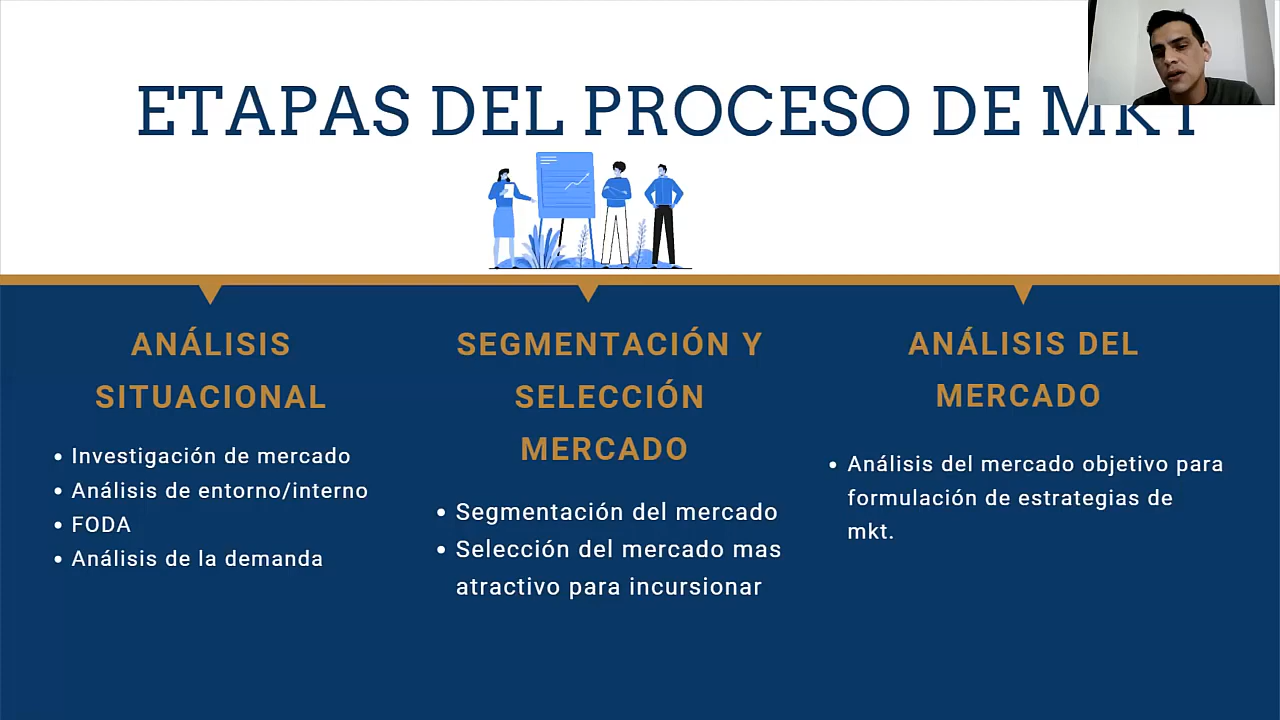 ETAPAS DEL PROCESO DE MKT
ANÁLISIS
SITUACIONAL
• Investigación de mercado
• Análisis de entorno/interno
• FODA
• Análisis de la demanda
SEGMENTACIÓN Y
SELECCIÓN
MERCADO
• Segmentación del mercado
• Selección del mercado mas
atractivo para incursionar
ANÁLISIS DEL
MERCADO
• Análisis del mercado objetivo para
formulación de estrategias de
mkt.